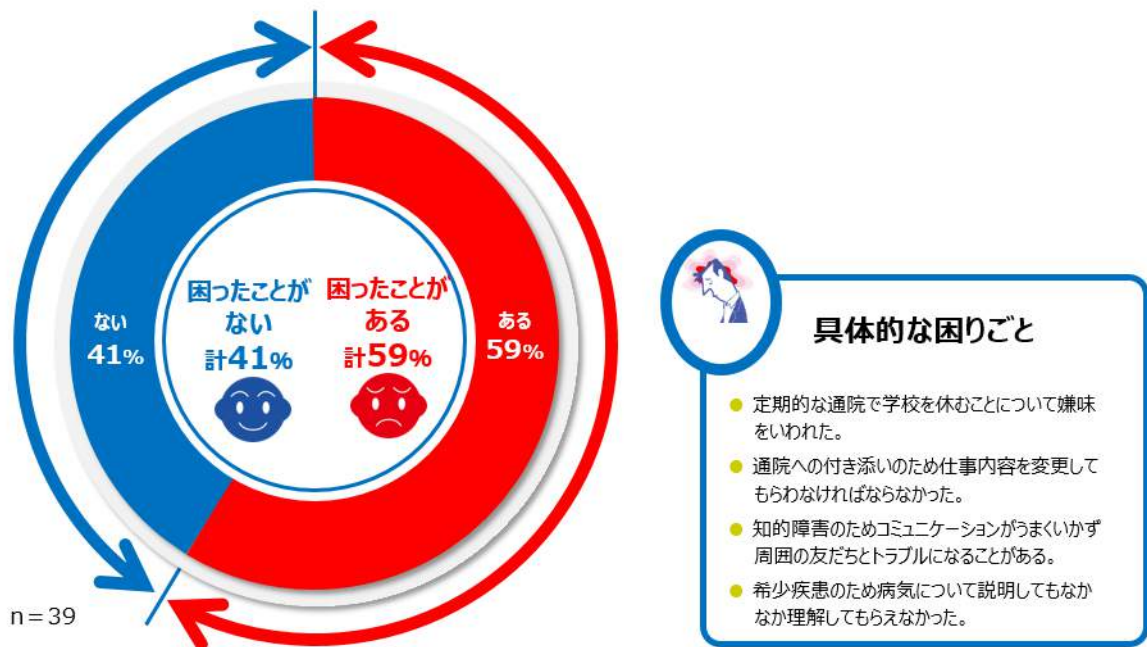 困ったことが
ない
計41%
困ったことが
ある
計59%
ない
41%
ある
59%
n=39
具体的な困りごと
● 定期的な通院で学校を休むことについて嫌味
をいわれた。
● 通院への付き添いのため仕事内容を変更して
もらわなければならなかった。
● 知的障害のためコミュニケーションがうまくいかず
周囲の友だちとトラブルになることがある。
● 希少疾患のため病気について説明してもなか
なか理解してもらえなかった。